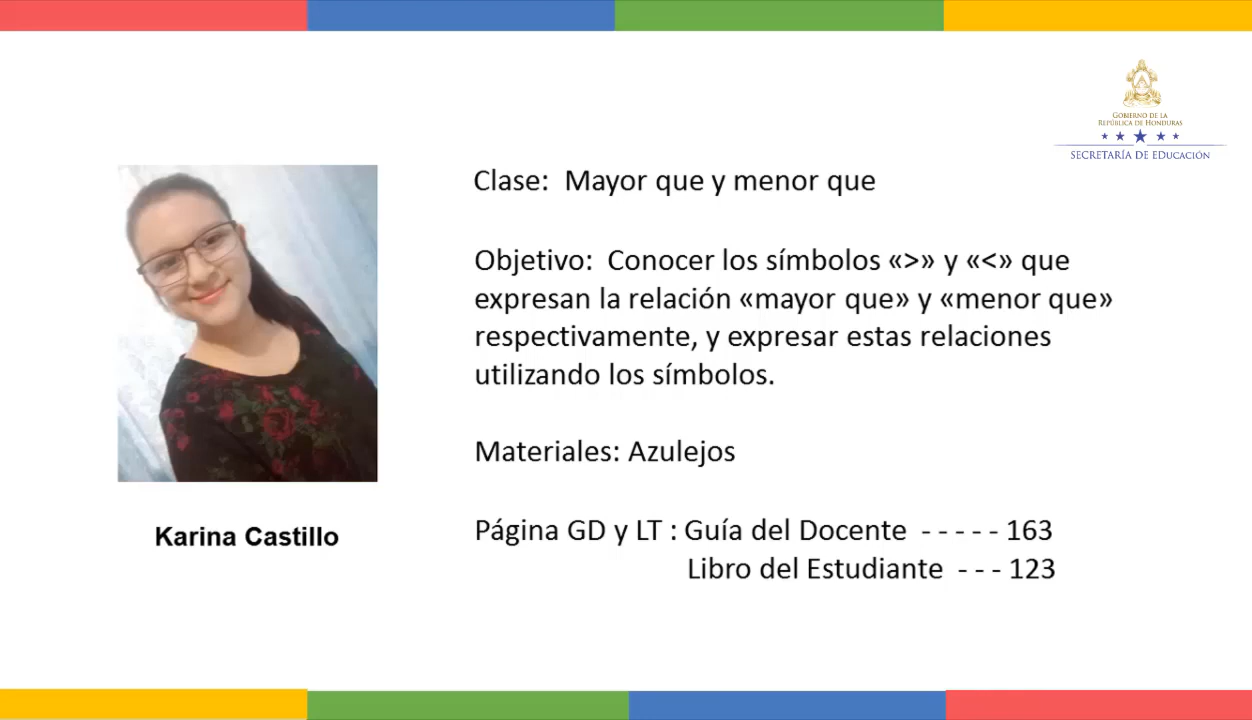 GOBIERNO DE LA
REPÚBLICA DE HONDURAS
SECRETARÍA DE EDUCACIÓN
Clase:  Mayor que y menor que
Objetivo:  Conocer los símbolos «>» y «<» que
expresan la relación «mayor que» y «menor que»
respectivamente, y expresar estas relaciones
utilizando los símbolos.
Materiales: Azulejos
Karina Castillo
Página GD y LT : Guía del Docente  - - - - - 163
Libro del Estudiante  - - - 123